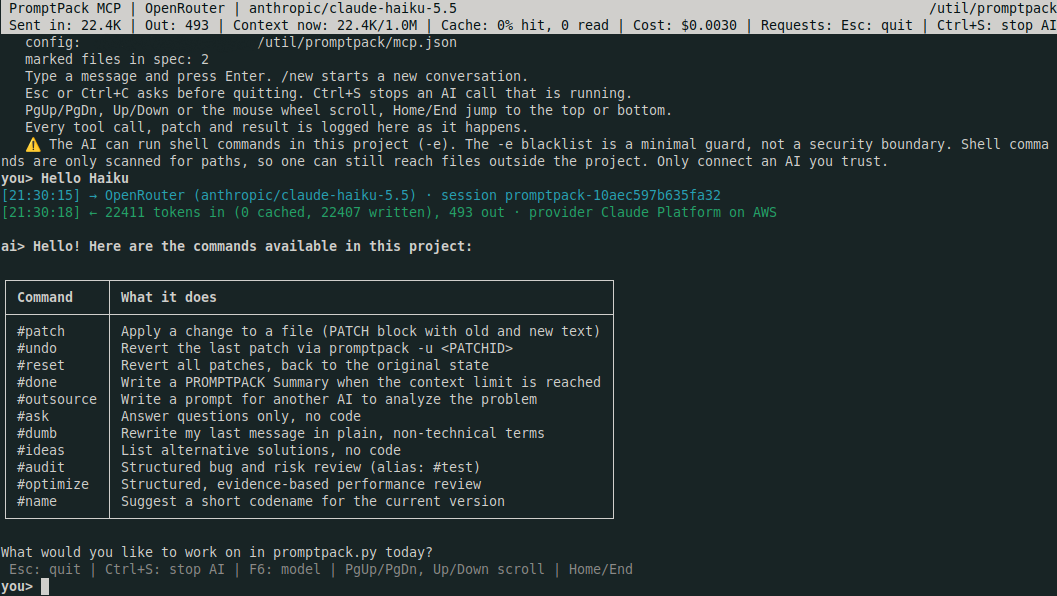 PromptPack MCP | OpenRouter | anthropic/claude-haiku-5.5 /util/promptpack
Sent in: 22.4K | Out: 493 | Context now: 22.4K/1.0M | Cache: 0% hit, 0 read | Cost: $0.0030 | Requests: Esc: quit | Ctrl+S: stop AI
config: /util/promptpack/mcp.json
marked files in spec: 2
Type a message and press Enter. /new starts a new conversation.
Esc or Ctrl+C asks before quitting. Ctrl+S stops an AI call that is running.
PgUp/PgDn, Up/Down or the mouse wheel scroll, Home/End jump to the top or bottom.
Every tool call, patch and result is logged here as it happens.
⚠️ The AI can run shell commands in this project (-e). The -e blacklist is a minimal guard, not a security boundary. Shell comma
nds are only scanned for paths, so one can still reach files outside the project. Only connect an AI you trust.
you> Hello Haiku
[21:30:15] → OpenRouter (anthropic/claude-haiku-5.5) · session promptpack-10aec597b635fa32
[21:30:18] ← 22411 tokens in (0 cached, 22407 written), 493 out · provider Claude Platform on AWS
ai> Hello! Here are the commands available in this project:
Command What it does
#patch Apply a change to a file (PATCH block with old and new text)
#undo Revert the last patch via promptpack -u <PATCHID>
#reset Revert all patches, back to the original state
#done Write a PROMPTPACK Summary when the context limit is reached
#outsource Write a prompt for another AI to analyze the problem
#ask Answer questions only, no code
#dumb Rewrite my last message in plain, non-technical terms
#ideas List alternative solutions, no code
#audit Structured bug and risk review (alias: #test)
#optimize Structured, evidence-based performance review
#name Suggest a short codename for the current version
What would you like to work on in promptpack.py today?
Esc: quit | Ctrl+S: stop AI | F6: model | PgUp/PgDn, Up/Down scroll | Home/End
you>